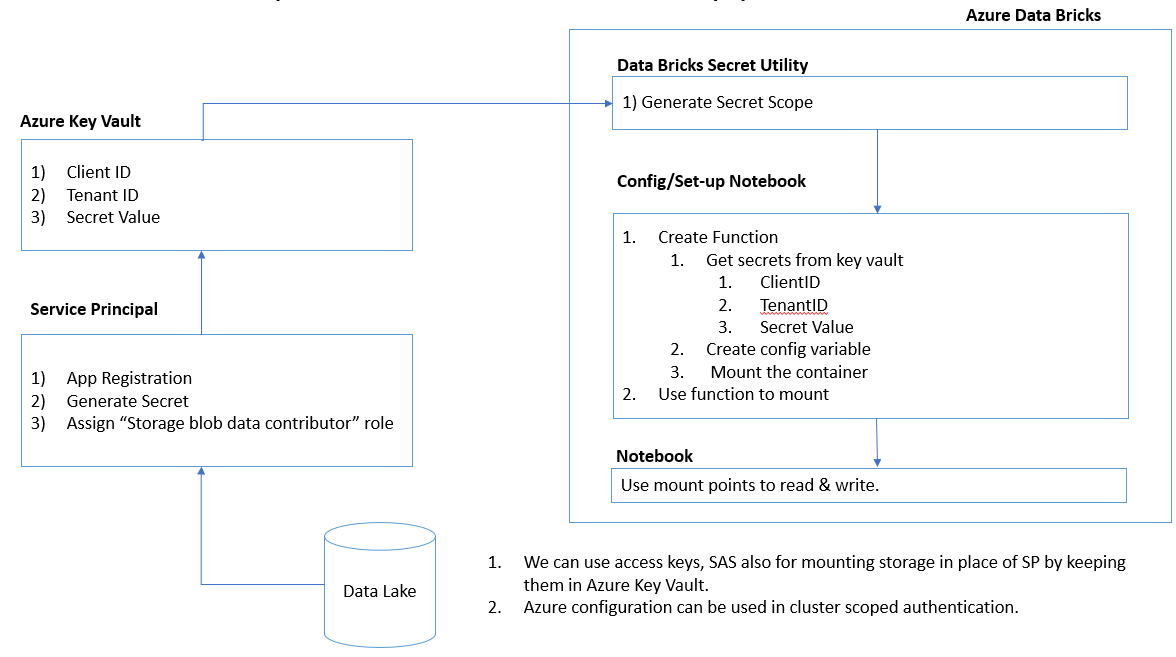 Azure Data Bricks
Data Bricks Secret Utility
1) Generate Secret Scope
Azure Key Vault
1) Client ID
2) Tenant ID
3) Secret Value
Config/Set-up Notebook
1. Create Function
1. Get secrets from key vault
1. ClientID
2. TenantID
3. Secret Value
2. Create config variable
3. Mount the container
2. Use function to mount
Service Principal
1) App Registration
2) Generate Secret
3) Assign “Storage blob data contributor” role
Notebook
Use mount points to read & write.
Data Lake
1. We can use access keys, SAS also for mounting storage in place of SP by keeping
them in Azure Key Vault.
2. Azure configuration can be used in cluster scoped authentication.